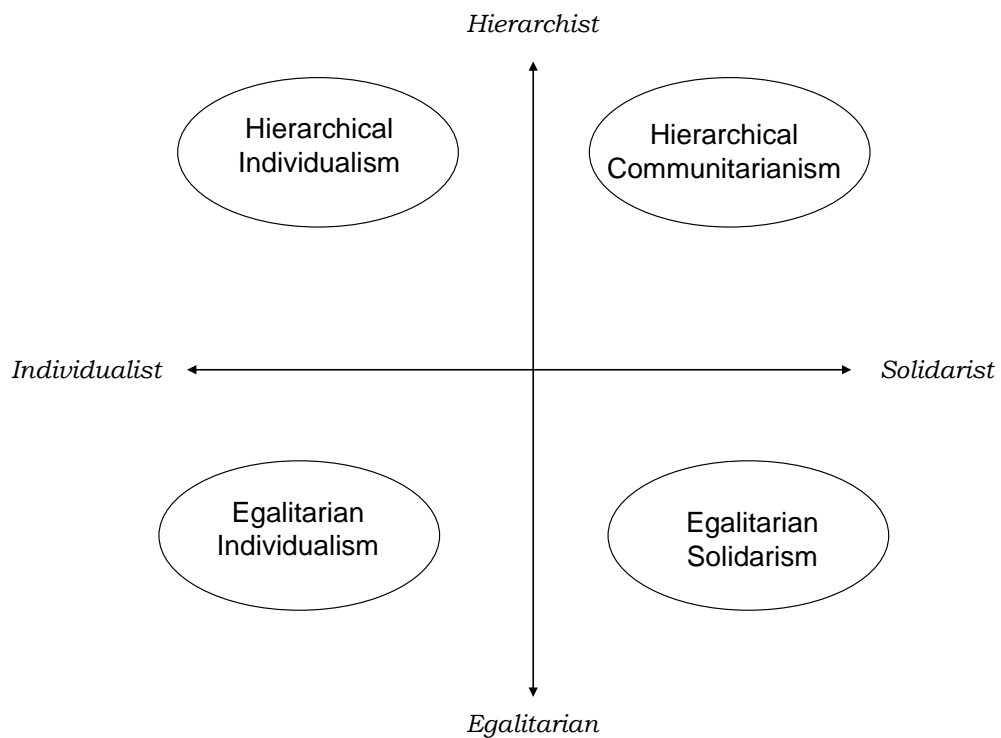 Hierarchist
Hierarchical
Individualism
Hierarchical
Communitarianism
Individualist
Solidarist
Egalitarian
Individualism
Egalitarian
Solidarism
Egalitarian